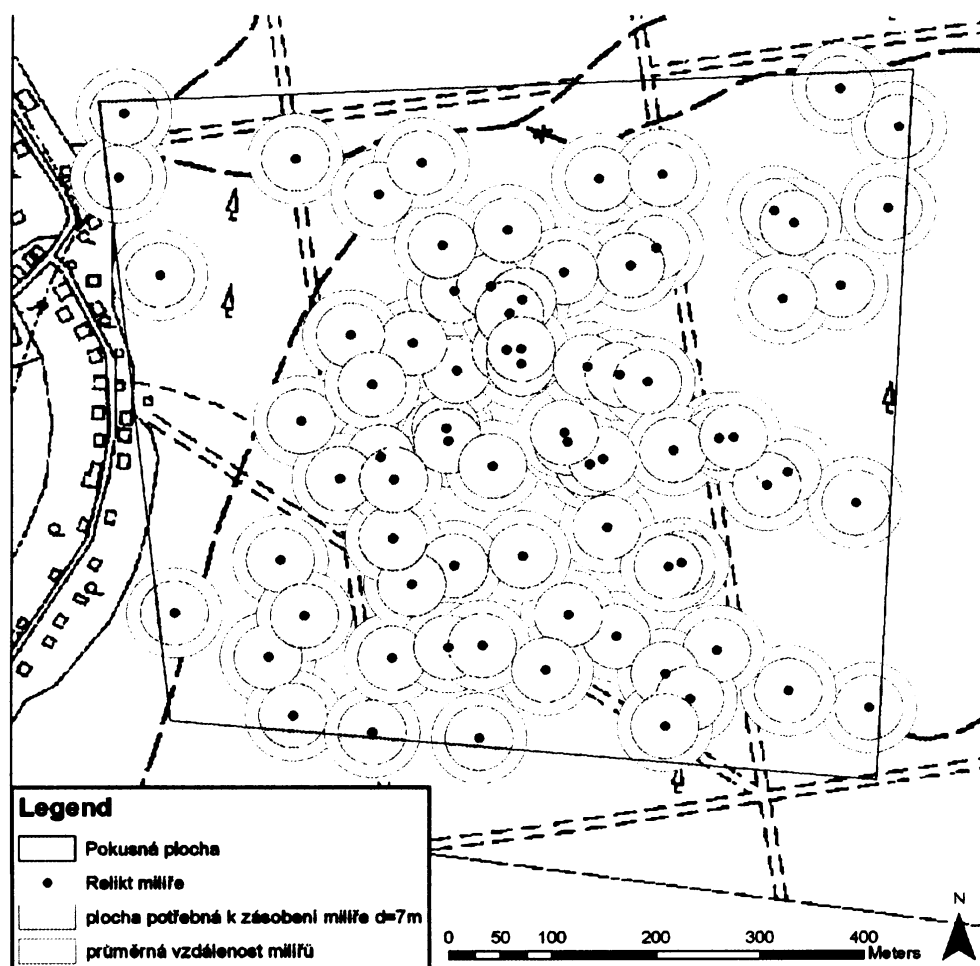 Legend
Pokusná plocha
Relikt milíře
plocha potřebná k zásobení milíře d=7m
průměrná vzdálenost milířů
0 50 100 200 300 400
Meters
N